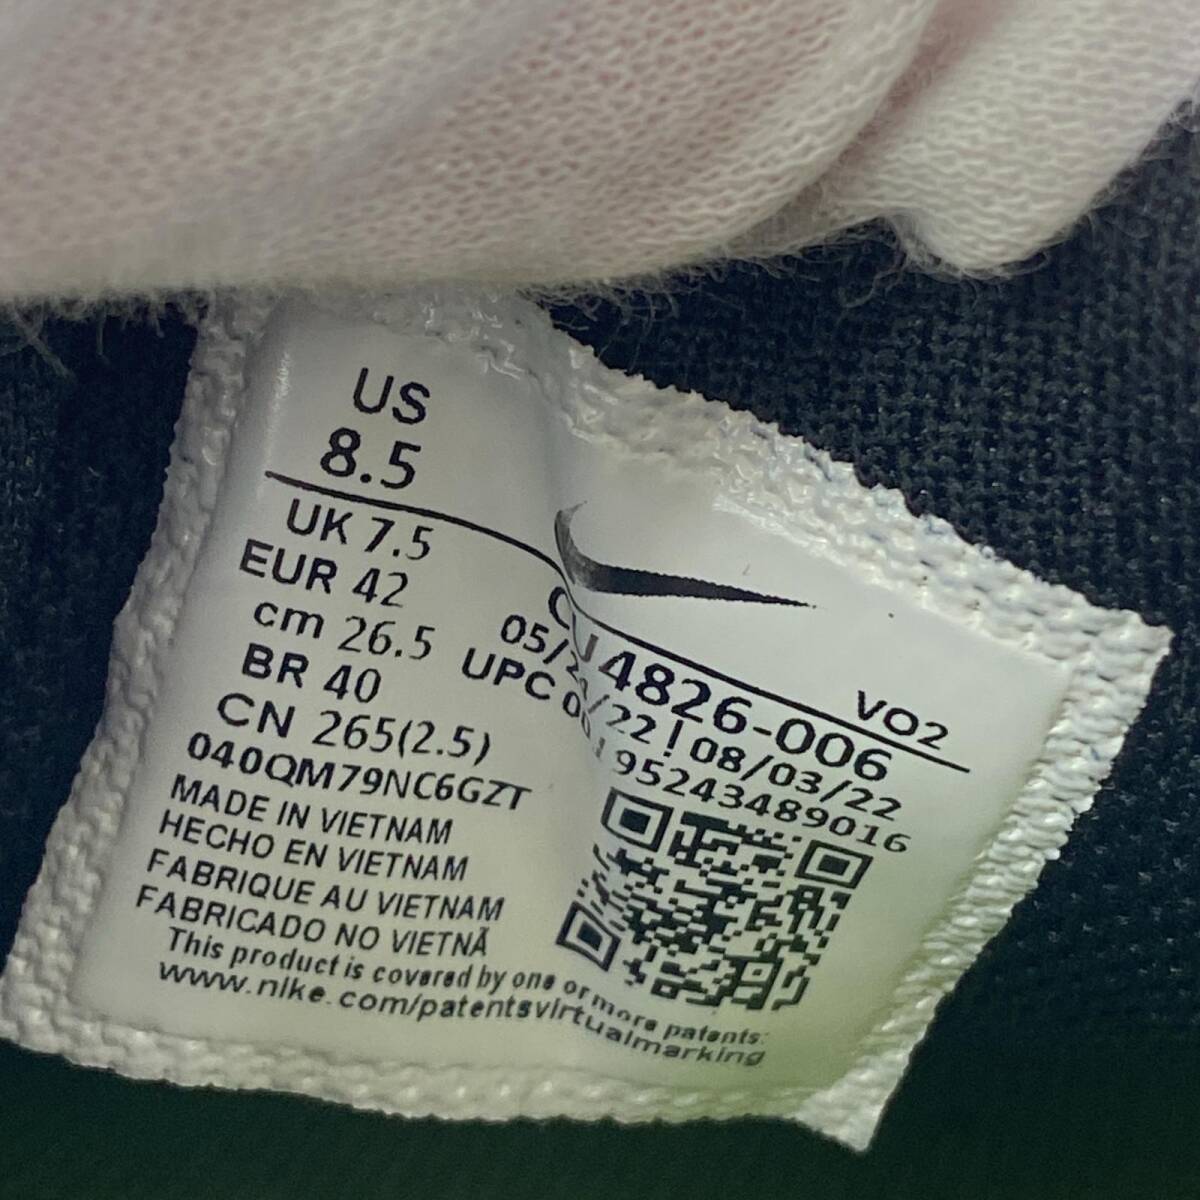 US
8.5
UK 7.5
EUR 42
cm 26.5
BR 40
CN 265(2.5)
040QM79NC6GZT
MADE IN VIETNAM
HECHO EN VIETNAM
FABRIQUE AU VIETNAM
FABRICADO NO VIETNÃ
This product is covered by one or more patents:
www.nike.com/patentsvirtualmarking
VO2
CU4826-006
08/03/22
UPC
95243489016